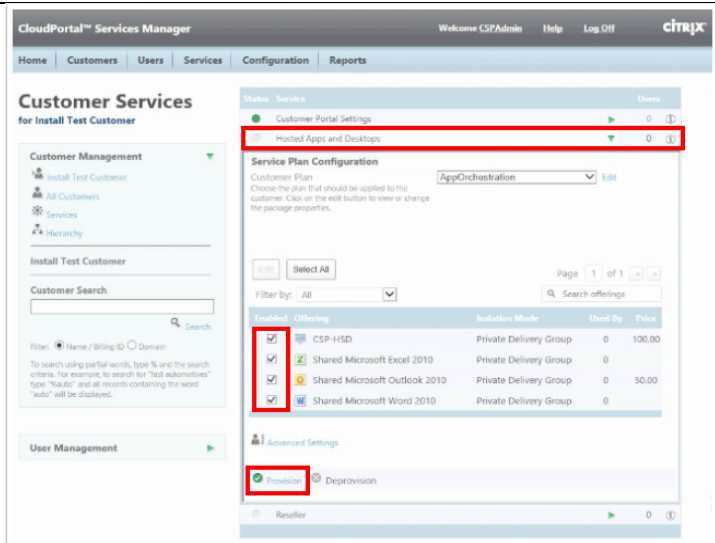 CloudPortal™ Services Manager
Welcome CSPAdmin Help Log Off
CITRIX
Home Customers Users Services Configuration Reports
Customer Services
for Install Test Customer
Customer Management
Install Test Customer
All Customers
Services
Hierarchy
Install Test Customer
Customer Search
Search
Filter: Name / Billing ID Domain
To search using partial words, type % and the search
criteria. For example, to search for "fast automotives"
type "%auto" and all records containing the word
"auto" will be displayed.
User Management
Status Service Users
Customer Portal Settings 0
Hosted Apps and Desktops 0
Service Plan Configuration
Customer Plan AppOrchestration Edit
Choose the plan that should be applied to the
customer. Click on the edit button to view or change
the package properties.
Edit Select All Page 1 of 1
Filter by: All Search offerings
Enabled Offering Isolation Mode Used By Price
CSP-HSD Private Delivery Group 0 100.00
Shared Microsoft Excel 2010 Private Delivery Group 0
Shared Microsoft Outlook 2010 Private Delivery Group 0 50.00
Shared Microsoft Word 2010 Private Delivery Group 0
Advanced Settings
Provision Deprovision
Reseller 0